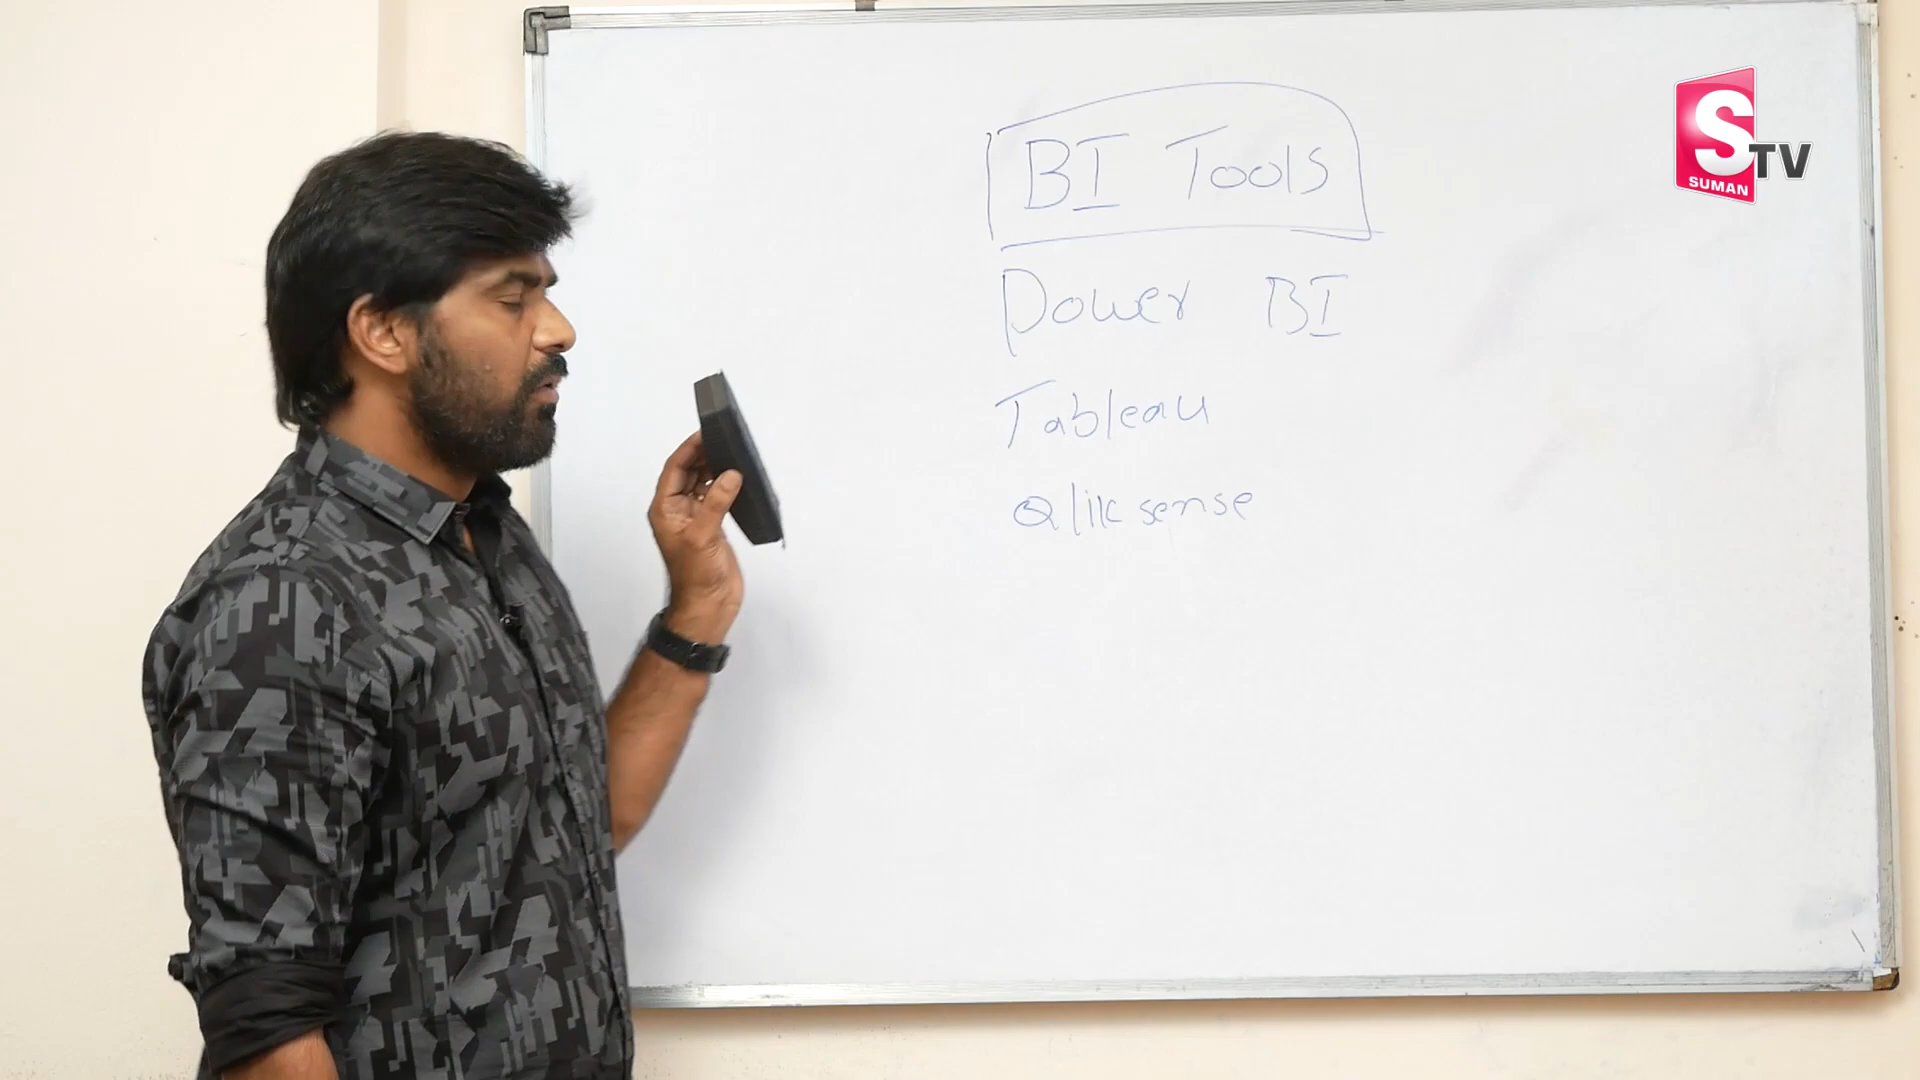 BI Tools
Power BI
Tableau
Qlik sense
S TV
SUMAN